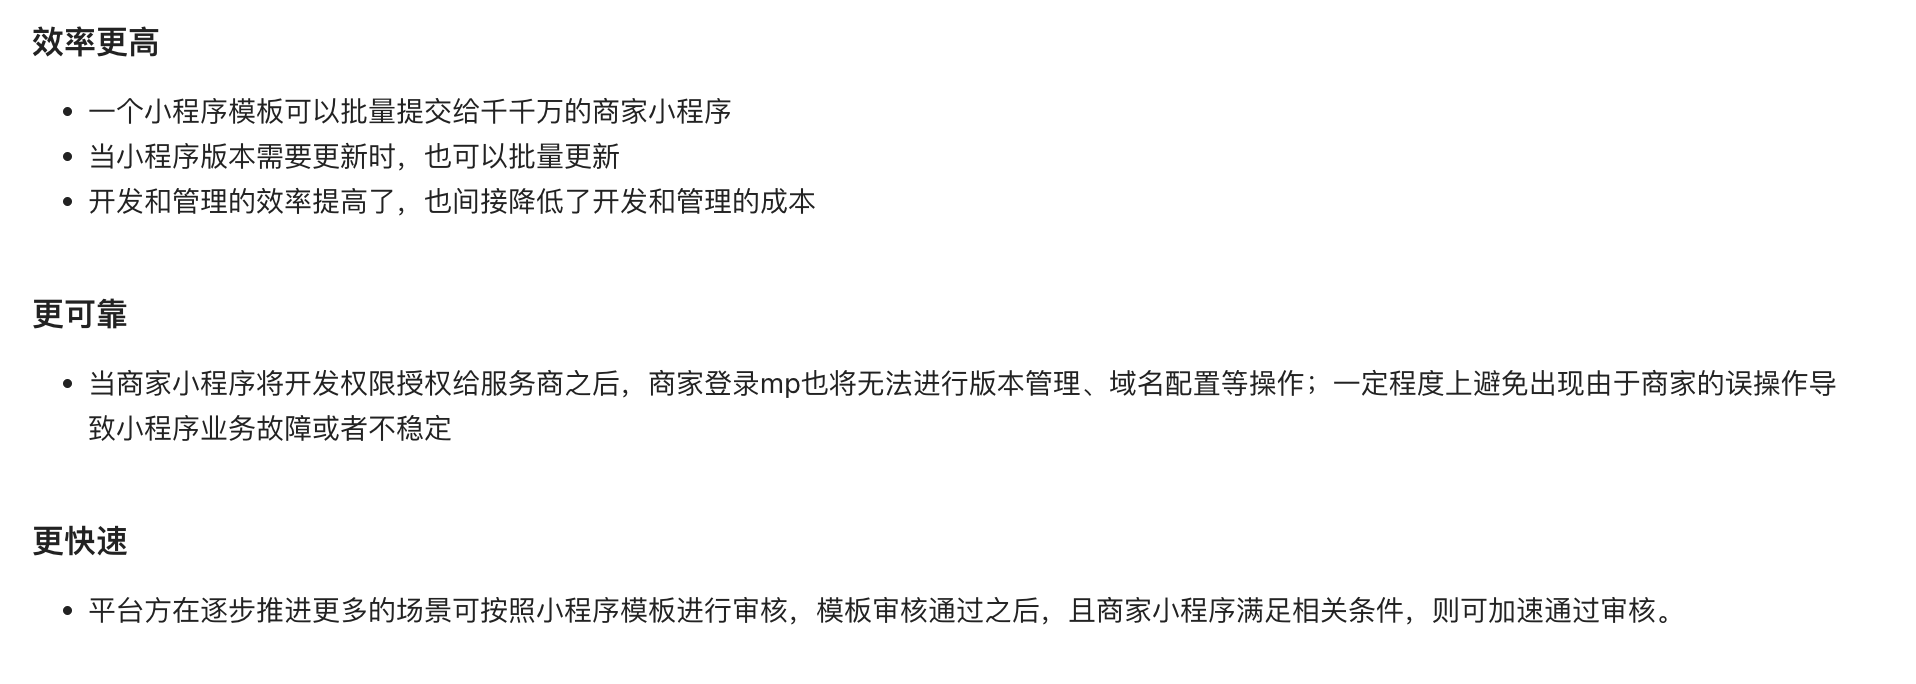 效率更高
一个小程序模板可以批量提交给千千万的商家小程序
当小程序版本需要更新时，也可以批量更新
开发和管理的效率提高了，也间接降低了开发和管理的成本
更可靠
当商家小程序将开发权限授权给服务商之后，商家登录mp也将无法进行版本管理、域名配置等操作；一定程度上避免出现由于商家的误操作导
致小程序业务故障或者不稳定
更快速
平台方在逐步推进更多的场景可按照小程序模板进行审核，模板审核通过之后，且商家小程序满足相关条件，则可加速通过审核。